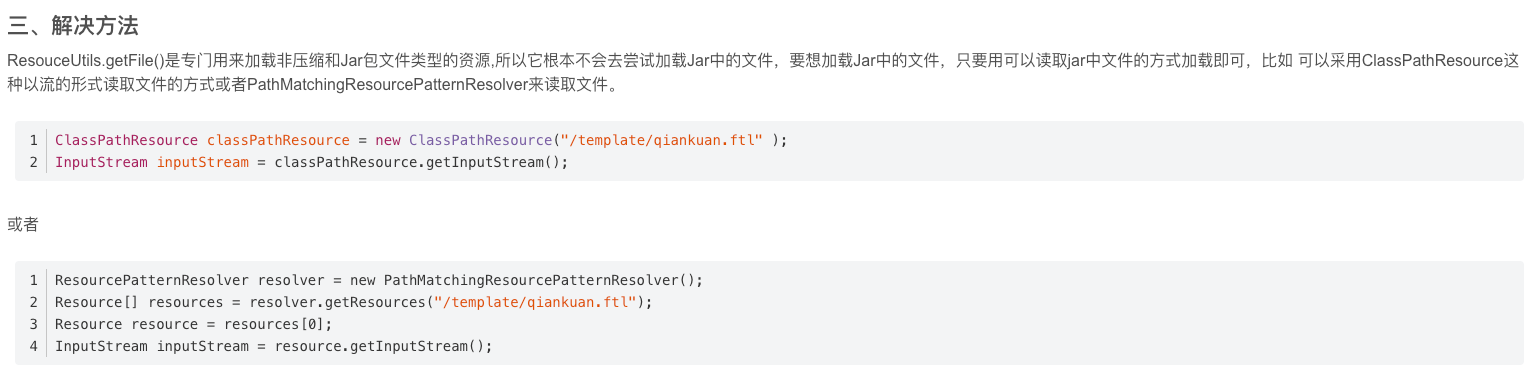 三、解决方法
ResouceUtils.getFile()是专门用来加载非压缩和Jar包文件类型的资源,所以它根本不会去尝试加载Jar中的文件，要想加载Jar中的文件，只要用可以读取jar中文件的方式加载即可，比如 可以采用ClassPathResource这
种以流的形式读取文件的方式或者PathMatchingResourcePatternResolver来读取文件。
1 ClassPathResource classPathResource = new ClassPathResource("/template/qiankuan.ftl" );
2 InputStream inputStream = classPathResource.getInputStream();
或者
1 ResourcePatternResolver resolver = new PathMatchingResourcePatternResolver();
2 Resource[] resources = resolver.getResources("/template/qiankuan.ftl");
3 Resource resource = resources[0];
4 InputStream inputStream = resource.getInputStream();